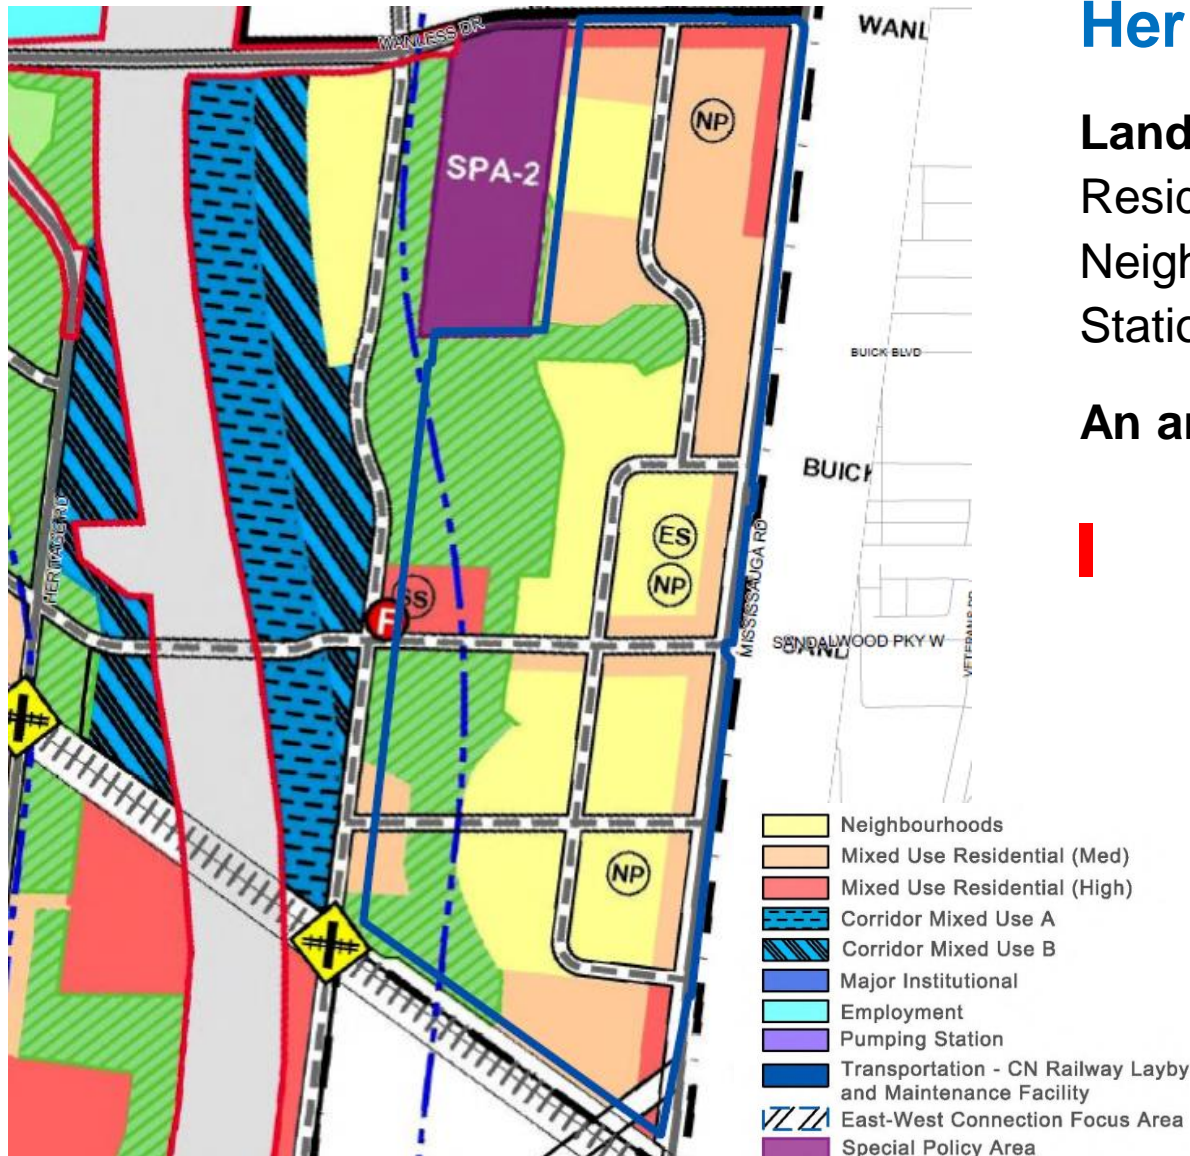 WANLESS DR
WANL
Her
NP
SPA-2
Land
Resid
Neigh
Static
BUICK BLVD
An ar
BUICK
HERITAGE RD
ES
NP
MISSISSAUGA RD
SS
F
SANDALWOOD PKY W
SANDL
NP
Neighbourhoods
Mixed Use Residential (Med)
Mixed Use Residential (High)
Corridor Mixed Use A
Corridor Mixed Use B
Major Institutional
Employment
Pumping Station
Transportation - CN Railway Layby
and Maintenance Facility
East-West Connection Focus Area
Special Policy Area